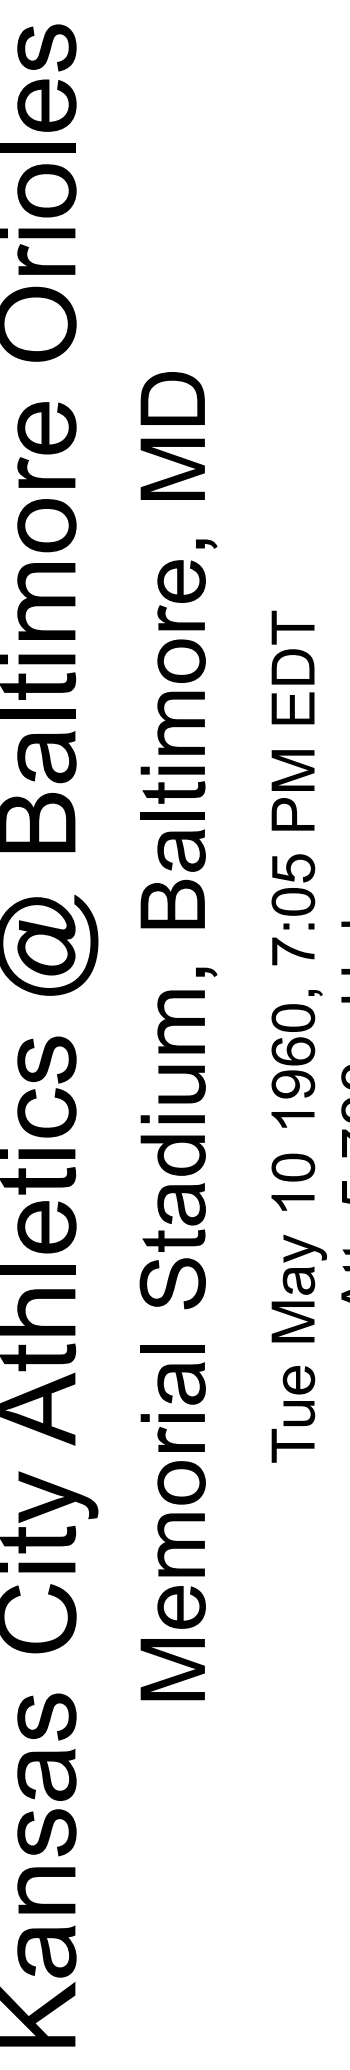 Kansas City Athletics @ Baltimore Orioles
Memorial Stadium, Baltimore, MD
Tue May 10 1960, 7:05 PM EDT